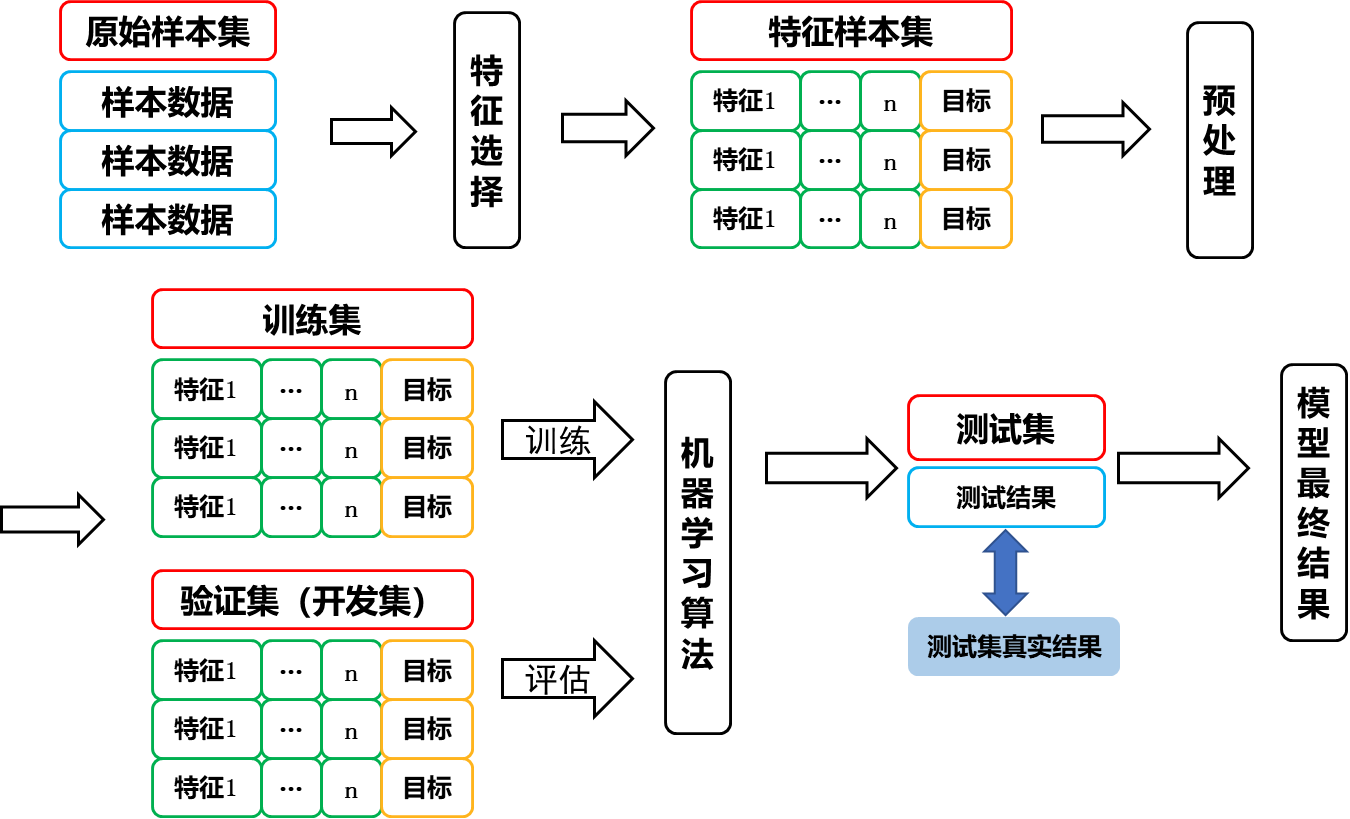 原始样本集
样本数据
样本数据
样本数据
特征选择
特征样本集
特征1 ··· n 目标
特征1 ··· n 目标
特征1 ··· n 目标
预处理
训练集
特征1 ··· n 目标
特征1 ··· n 目标
特征1 ··· n 目标
验证集（开发集）
特征1 ··· n 目标
特征1 ··· n 目标
特征1 ··· n 目标
训练
评估
机器学习算法
测试集
测试结果
测试集真实结果
模型最终结果